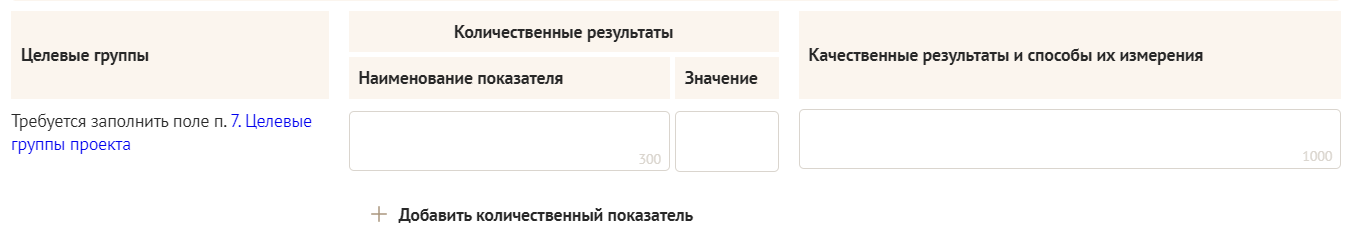 Целевые группы
Количественные результаты
Наименование показателя
Значение
Качественные результаты и способы их измерения
Требуется заполнить поле п. 7. Целевые
группы проекта
300
1000
Добавить количественный показатель